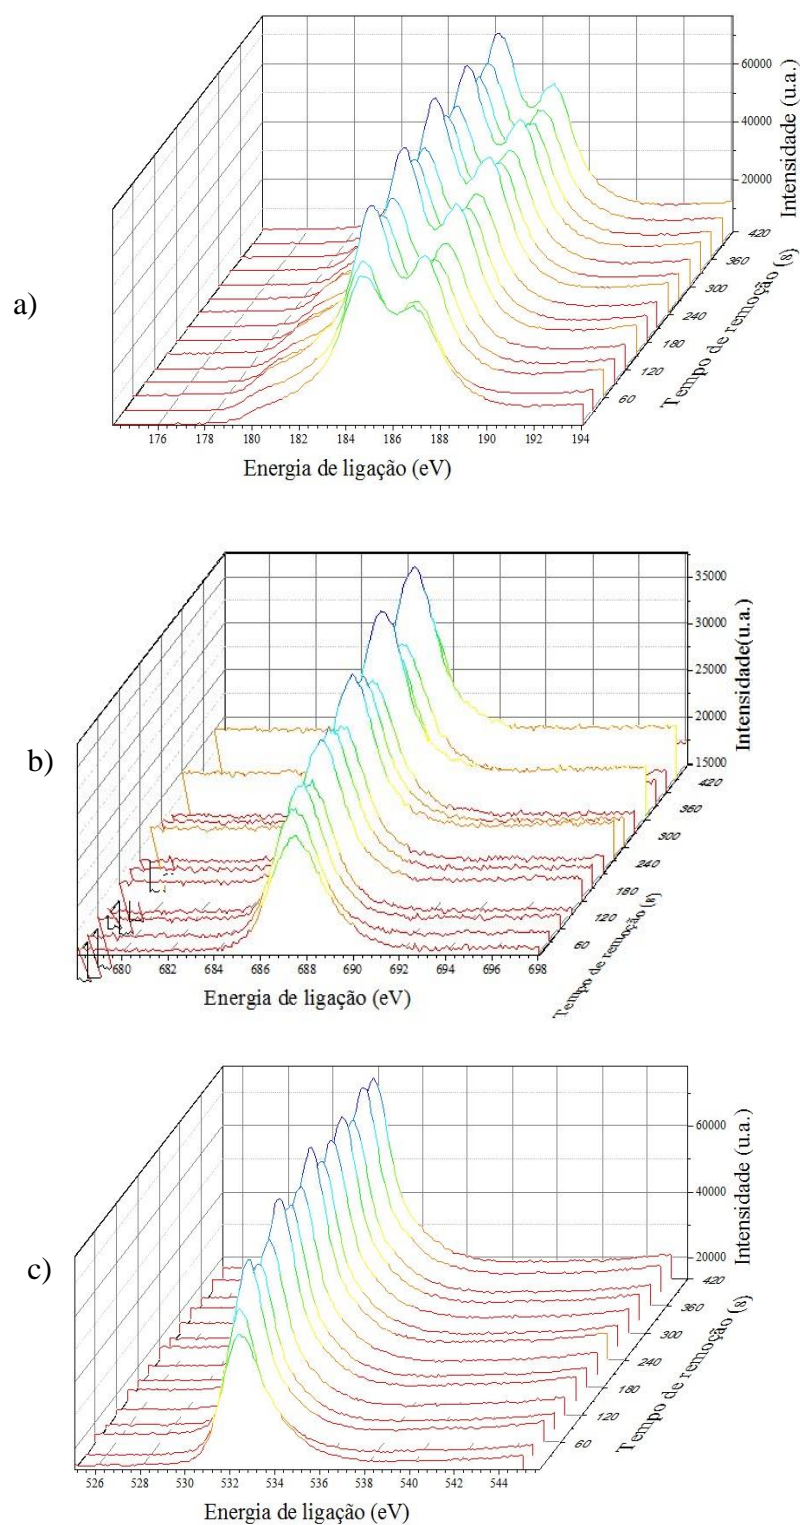 a)
60000
40000
20000
Intensidade (u.a.)
420
360
300
240
180
120
60
Tempo de remoção (s)
176 178 180 182 184 186 188 190 192 194
Energia de ligação (eV)
b)
35000
30000
25000
20000
15000
Intensidade(u.a.)
420
360
300
240
180
120
60
Tempo de remoção (s)
680 682 684 686 688 690 692 694 696 698
Energia de ligação (eV)
c)
60000
40000
20000
Intensidade (u.a.)
420
360
300
240
180
120
60
Tempo de remoção (s)
526 528 530 532 534 536 538 540 542 544
Energia de ligação (eV)